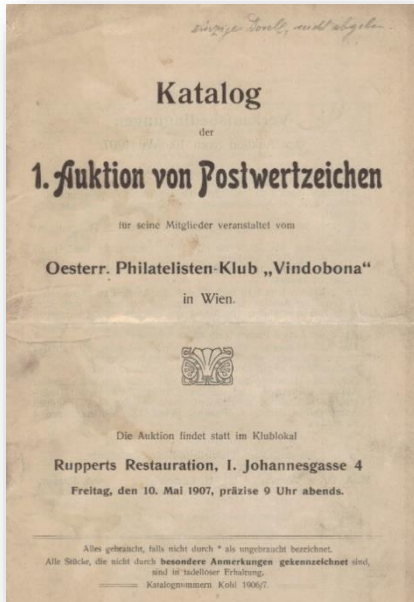 einzige
Katalog
der
1. Auktion von Postwertzeichen
für seine Mitglieder veranstaltet vom
Oesterr. Philatelisten-Klub „Vindobona“
in Wien.
Die Auktion findet statt im Klublokal
Rupperts Restauration, I. Johannesgasse 4
Freitag, den 10. Mai 1907, präzise 9 Uhr abends.
Alles gebraucht, falls nicht durch * als ungebraucht bezeichnet.
Alle Stücke, die nicht durch besondere Anmerkungen gekennzeichnet sind,
sind in tadelloser Erhaltung.
Katalognummern Kohl 1906/7.